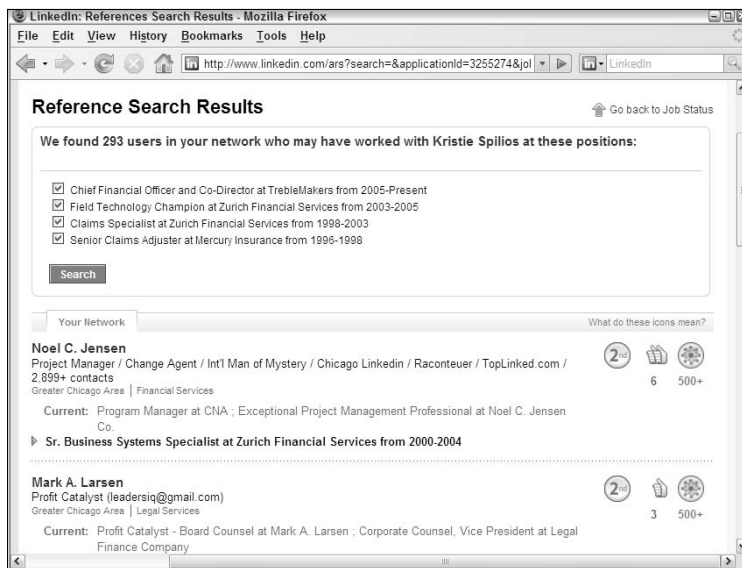 LinkedIn: References Search Results - Mozilla Firefox
File Edit View History Bookmarks Tools Help
http://www.linkedin.com/ars?search=&applicationId=3255274&jol
LinkedIn
Reference Search Results
Go back to Job Status
We found 293 users in your network who may have worked with Kristie Spilios at these positions:
Chief Financial Officer and Co-Director at TrebleMakers from 2005-Present
Field Technology Champion at Zurich Financial Services from 2003-2005
Claims Specialist at Zurich Financial Services from 1998-2003
Senior Claims Adjuster at Mercury Insurance from 1996-1998
Search
Your Network
What do these icons mean?
Noel C. Jensen
Project Manager / Change Agent / Int'l Man of Mystery / Chicago Linkedin / Raconteuer / TopLinked.com /
2,899+ contacts
Greater Chicago Area | Financial Services
2nd
6
500+
Current: Program Manager at CNA ; Exceptional Project Management Professional at Noel C. Jensen
Co.
Sr. Business Systems Specialist at Zurich Financial Services from 2000-2004
Mark A. Larsen
Profit Catalyst (leadersiq@gmail.com)
Greater Chicago Area | Legal Services
2nd
3
500+
Current: Profit Catalyst - Board Counsel at Mark A. Larsen ; Corporate Counsel, Vice President at Legal
Finance Company